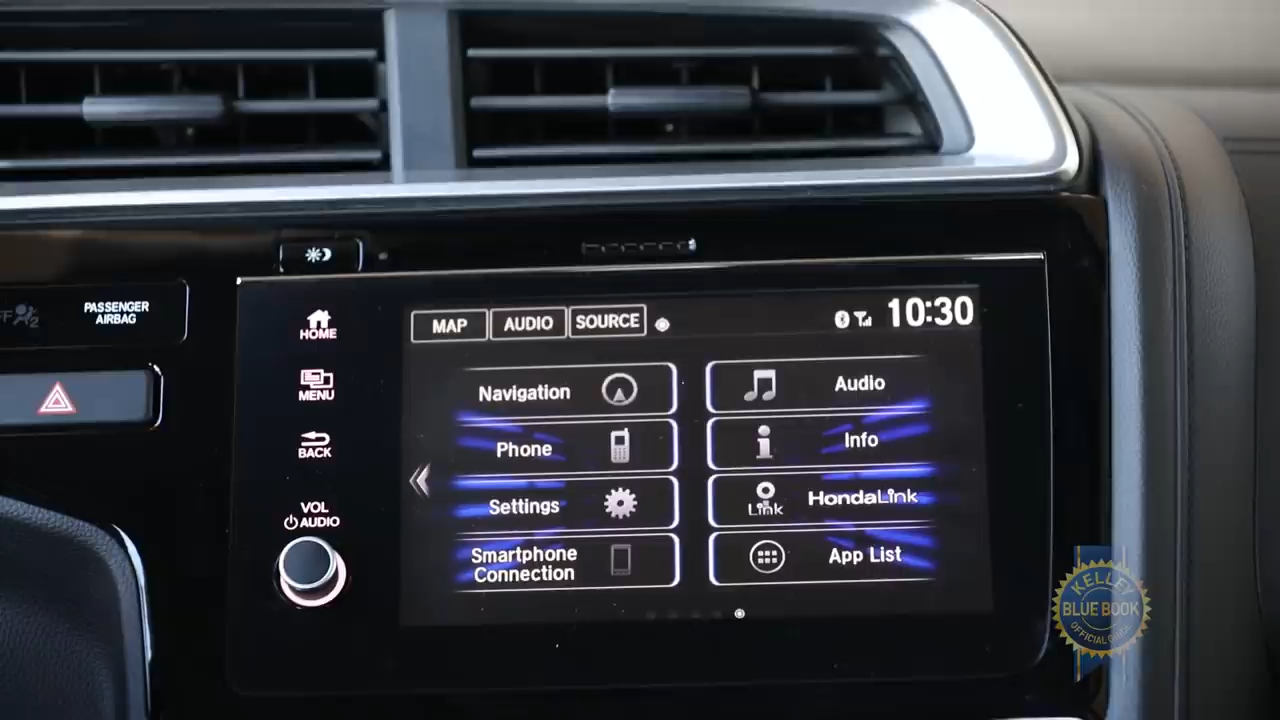 PASSENGER
AIRBAG
HOME
MENU
BACK
VOL
AUDIO
MAP
AUDIO
SOURCE
10:30
Navigation
Audio
Phone
Info
Settings
Link
HondaLink
Smartphone
Connection
App List
KELLEY
BLUE BOOK
OFFICIAL GUIDE